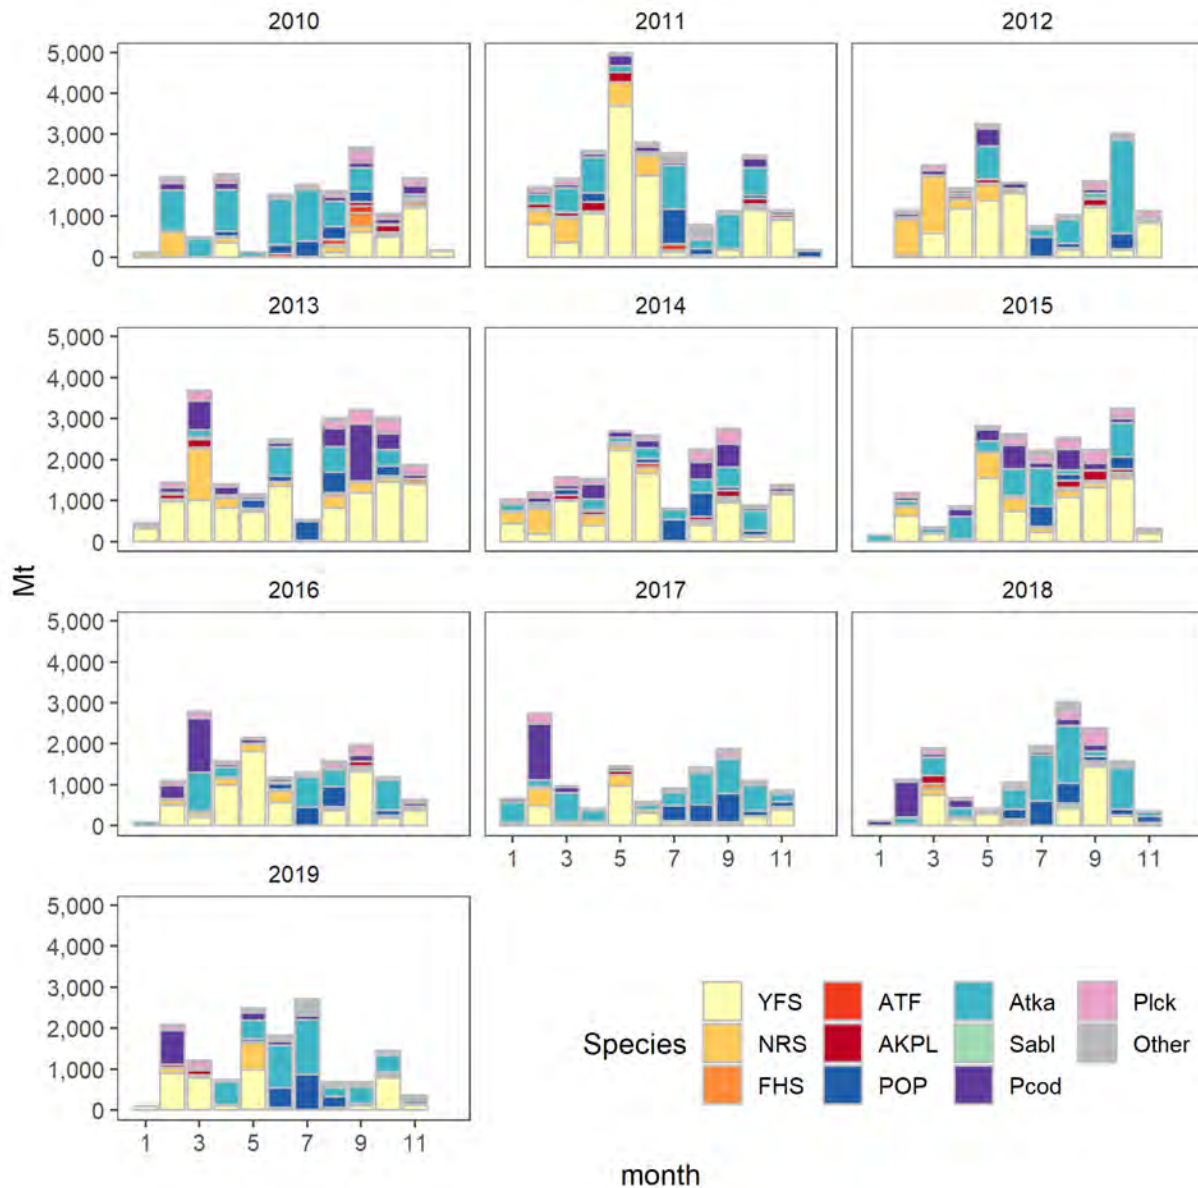 2010 2011 2012
5,000
4,000
3,000
2,000
1,000
0
2013 2014 2015
5,000
4,000
3,000
2,000
1,000
0
Mt
2016 2017 2018
5,000
4,000
3,000
2,000
1,000
0
1 3 5 7 9 11 1 3 5 7 9 11
2019
5,000
4,000
3,000
2,000
1,000
0
1 3 5 7 9 11
month
Species
YFS ATF Atka Plck
NRS AKPL Sabl Other
FHS POP Pcod